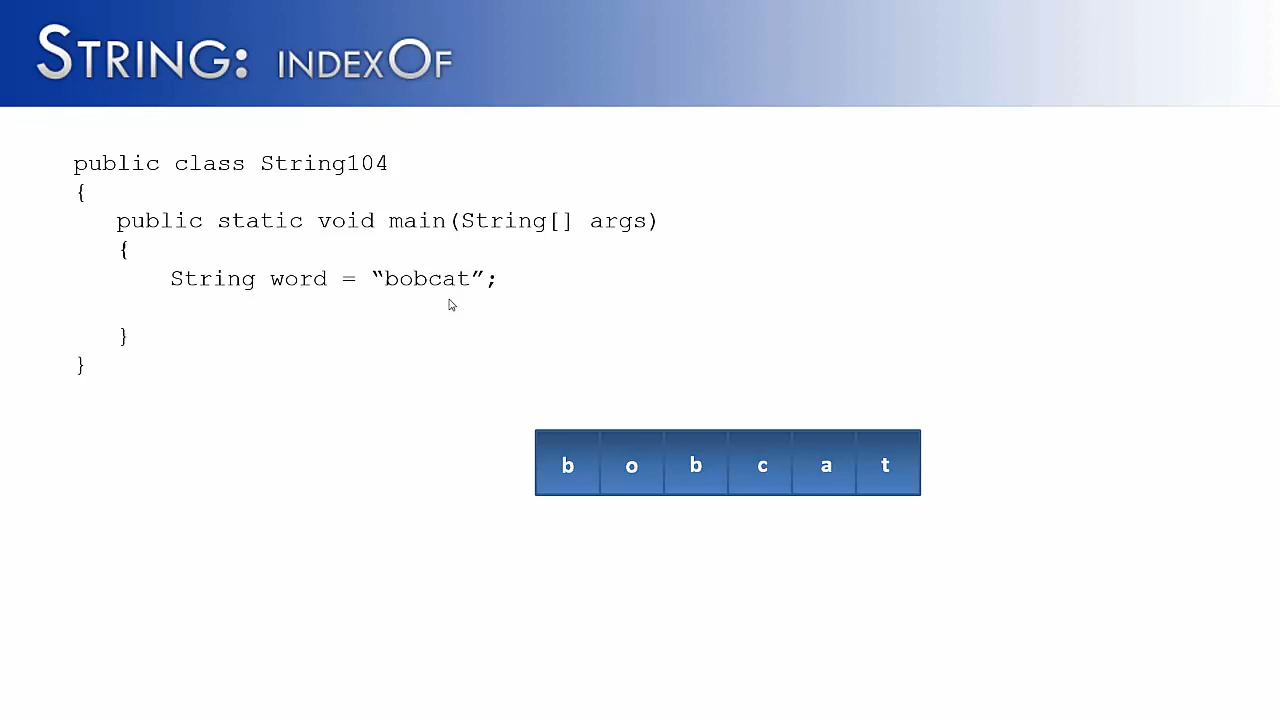 STRING: INDEXOF
public class String104
{
public static void main(String[] args)
{
String word = “bobcat”;
}
}
b o b c a t